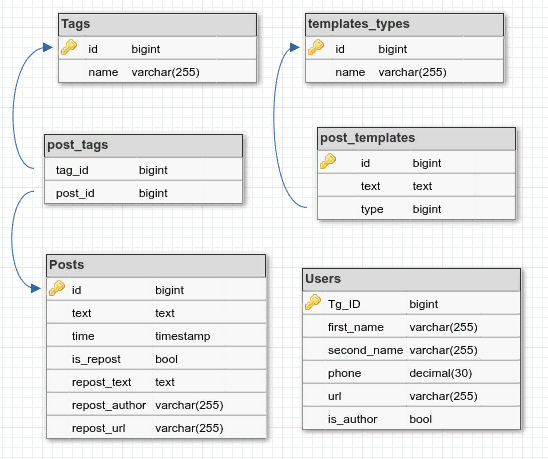 Tags
id bigint
name varchar(255)
templates_types
id bigint
name varchar(255)
post_tags
tag_id bigint
post_id bigint
post_templates
id bigint
text text
type bigint
Posts
id bigint
text text
time timestamp
is_repost bool
repost_text text
repost_author varchar(255)
repost_url varchar(255)
Users
Tg_ID bigint
first_name varchar(255)
second_name varchar(255)
phone decimal(30)
url varchar(255)
is_author bool